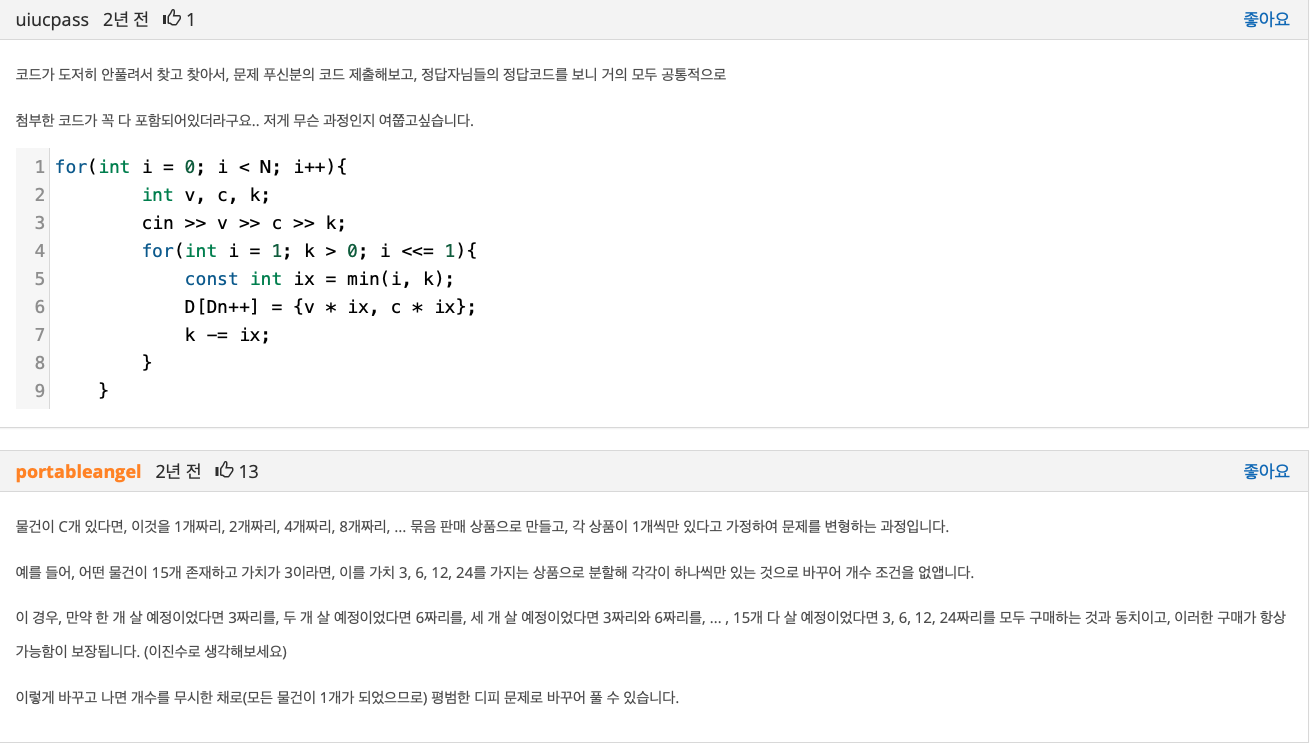 uiucpass 2년 전 1 좋아요
코드가 도저히 안풀려서 찾고 찾아서, 문제 푸신분의 코드 제출해보고, 정답자님들의 정답코드를 보니 거의 모두 공통적으로
첨부한 코드가 꼭 다 포함되어있더라구요.. 저게 무슨 과정인지 여쭙고싶습니다.
1 for(int i = 0; i < N; i++){
2 int v, c, k;
3 cin >> v >> c >> k;
4 for(int i = 1; k > 0; i <<= 1){
5 const int ix = min(i, k);
6 D[Dn++] = {v * ix, c * ix};
7 k -= ix;
8 }
9 }
portableangel 2년 전 13 좋아요
물건이 C개 있다면, 이것을 1개짜리, 2개짜리, 4개짜리, 8개짜리, ... 묶음 판매 상품으로 만들고, 각 상품이 1개씩만 있다고 가정하여 문제를 변형하는 과정입니다.
예를 들어, 어떤 물건이 15개 존재하고 가치가 3이라면, 이를 가치 3, 6, 12, 24를 가지는 상품으로 분할해 각각이 하나씩만 있는 것으로 바꾸어 개수 조건을 없앱니다.
이 경우, 만약 한 개 살 예정이었다면 3짜리를, 두 개 살 예정이었다면 6짜리를, 세 개 살 예정이었다면 3짜리와 6짜리를, ... , 15개 다 살 예정이었다면 3, 6, 12, 24짜리를 모두 구매하는 것과 동치이고, 이러한 구매가 항상
가능함이 보장됩니다. (이진수로 생각해보세요)
이렇게 바꾸고 나면 개수를 무시한 채로(모든 물건이 1개가 되었으므로) 평범한 디피 문제로 바꾸어 풀 수 있습니다.